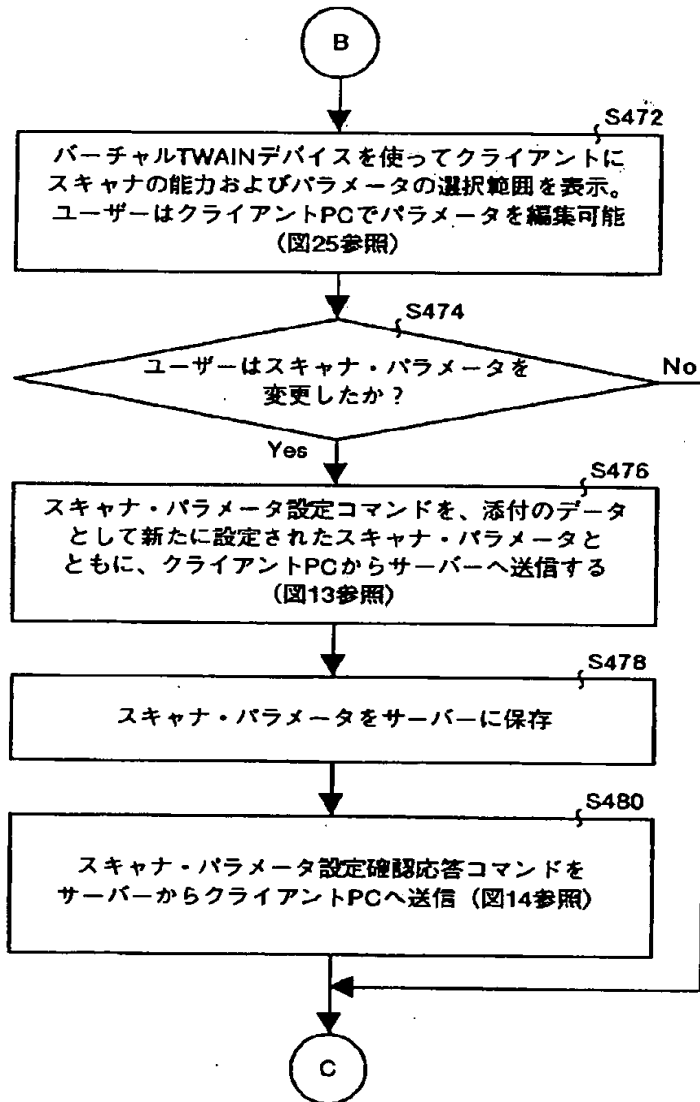 B
S472
バーチャルTWAINデバイスを使ってクライアントに
スキャナの能力およびパラメータの選択範囲を表示。
ユーザーはクライアントPCでパラメータを編集可能
(図25参照)
S474
ユーザーはスキャナ・パラメータを
変更したか？
No
Yes
S476
スキャナ・パラメータ設定コマンドを、添付のデータ
として新たに設定されたスキャナ・パラメータと
ともに、クライアントPCからサーバーへ送信する
(図13参照)
S478
スキャナ・パラメータをサーバーに保存
S480
スキャナ・パラメータ設定確認応答コマンドを
サーバーからクライアントPCへ送信（図14参照）
C